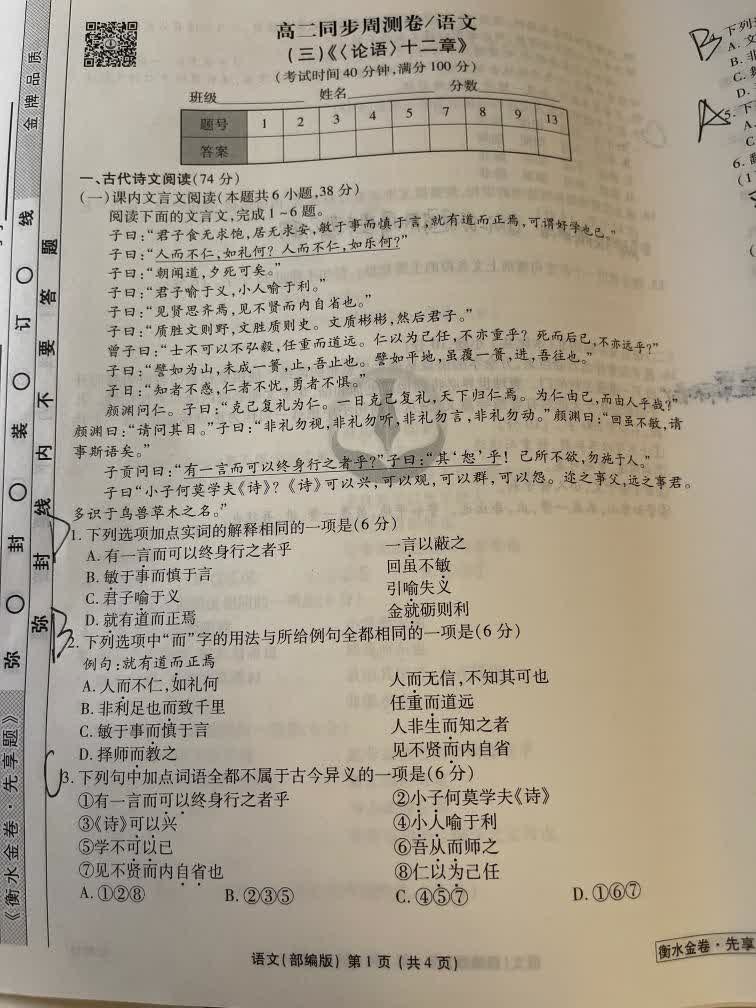 高二同步周测卷/语文
(三)《〈论语〉十二章》
(考试时间40分钟,满分100分)
班级 姓名 分数
题号 1 2 3 4 5 7 8 9 13
答案
一、古代诗文阅读(74分)
(一)课内文言文阅读(本题共6小题,38分)
阅读下面的文言文,完成1~6题。
子曰:“君子食无求饱,居无求安,敏于事而慎于言,就有道而正焉,可谓好学也已。”
子曰:“人而不仁,如礼何?人而不仁,如乐何?”
子曰:“朝闻道,夕死可矣。”
子曰:“君子喻于义,小人喻于利。”
子曰:“见贤思齐焉,见不贤而内自省也。”
子曰:“质胜文则野,文胜质则史。文质彬彬,然后君子。”
曾子曰:“士不可以不弘毅,任重而道远。仁以为己任,不亦重乎?死而后已,不亦远乎?”
子曰:“譬如为山,未成一篑,止,吾止也。譬如平地,虽覆一篑,进,吾往也。”
子曰:“知者不惑,仁者不忧,勇者不惧。”
颜渊问仁。子曰:“克己复礼为仁。一日克己复礼,天下归仁焉。为仁由己,而由人乎哉?”
颜渊曰:“请问其目。”子曰:“非礼勿视,非礼勿听,非礼勿言,非礼勿动。”颜渊曰:“回虽不敏,请
事斯语矣。”
子贡问曰:“有一言而可以终身行之者乎?”子曰:“其‘恕’乎!己所不欲,勿施于人。”
子曰“小子何莫学夫《诗》?《诗》可以兴,可以观,可以群,可以怨。迩之事父,远之事君。
多识于鸟兽草木之名。”
1.下列选项加点实词的解释相同的一项是(6分)
A.有一言而可以终身行之者乎 一言以蔽之
B.敏于事而慎于言 回虽不敏
C.君子喻于义 引喻失义
D.就有道而正焉 金就砺则利
2.下列选项中“而”字的用法与所给例句全都相同的一项是(6分)
例句:就有道而正焉
A.人而不仁,如礼何 人而无信,不知其可也
B.非利足也而致千里 任重而道远
C.敏于事而慎于言 人非生而知之者
D.择师而教之 见不贤而内自省
3.下列句中加点词语全都不属于古今异义的一项是(6分)
①有一言而可以终身行之者乎 ②小子何莫学夫《诗》
③《诗》可以兴 ④小人喻于利
⑤学不可以已 ⑥吾从而师之
⑦见不贤而内自省也 ⑧仁以为己任
A.①②⑧ B.②③⑤ C.④⑤⑦ D.①⑥⑦
语文(部编版) 第1页(共4页)
衡水金卷·先享
金牌品质
弥 封 装 订 线
弥 封 线 内 不 要 答 题
《衡水金卷·先享题》
4.下列
A.文
B.非
C.
D.
5.下
A.
C.
6.
(1